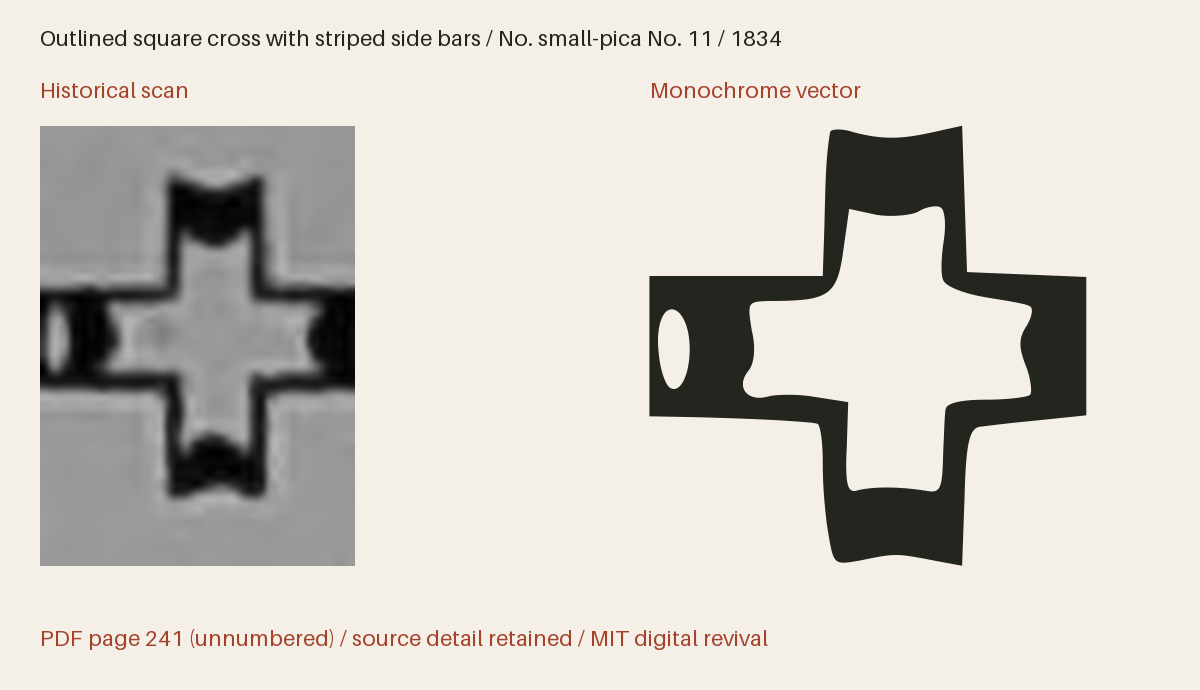 Outlined square cross with striped side bars / No. small-pica No. 11 / 1834
Historical scan
Monochrome vector
PDF page 241 (unnumbered) / source detail retained / MIT digital revival